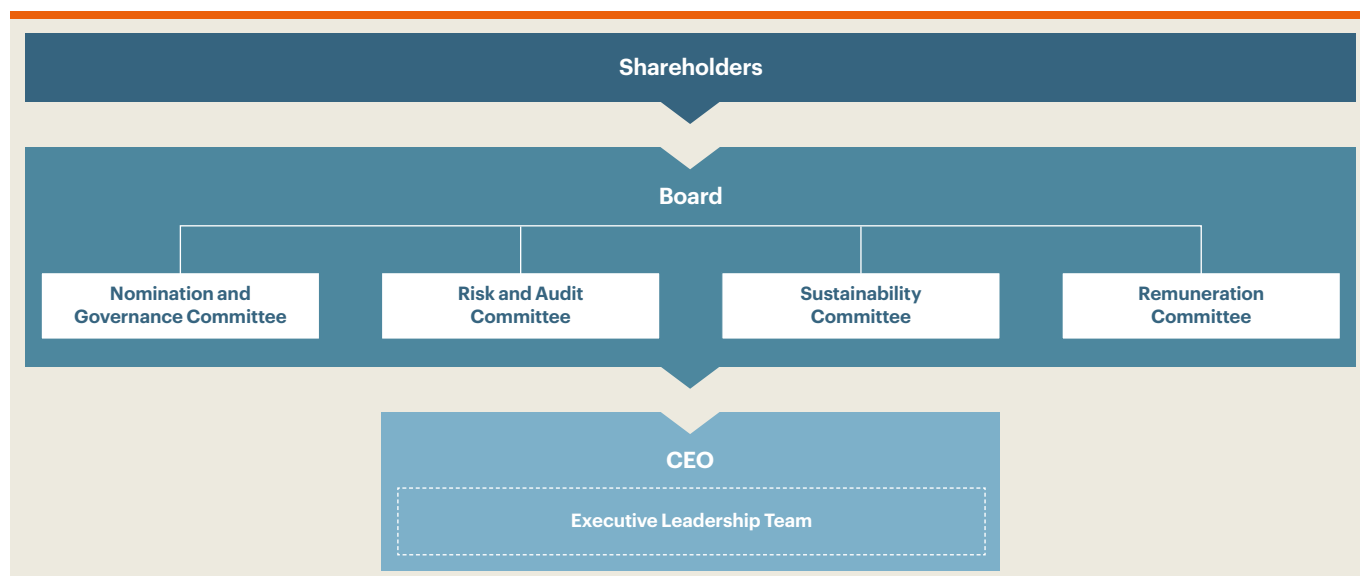 Shareholders
Board
Nomination and
Governance Committee
Risk and Audit
Committee
Sustainability
Committee
Remuneration
Committee
CEO
Executive Leadership Team